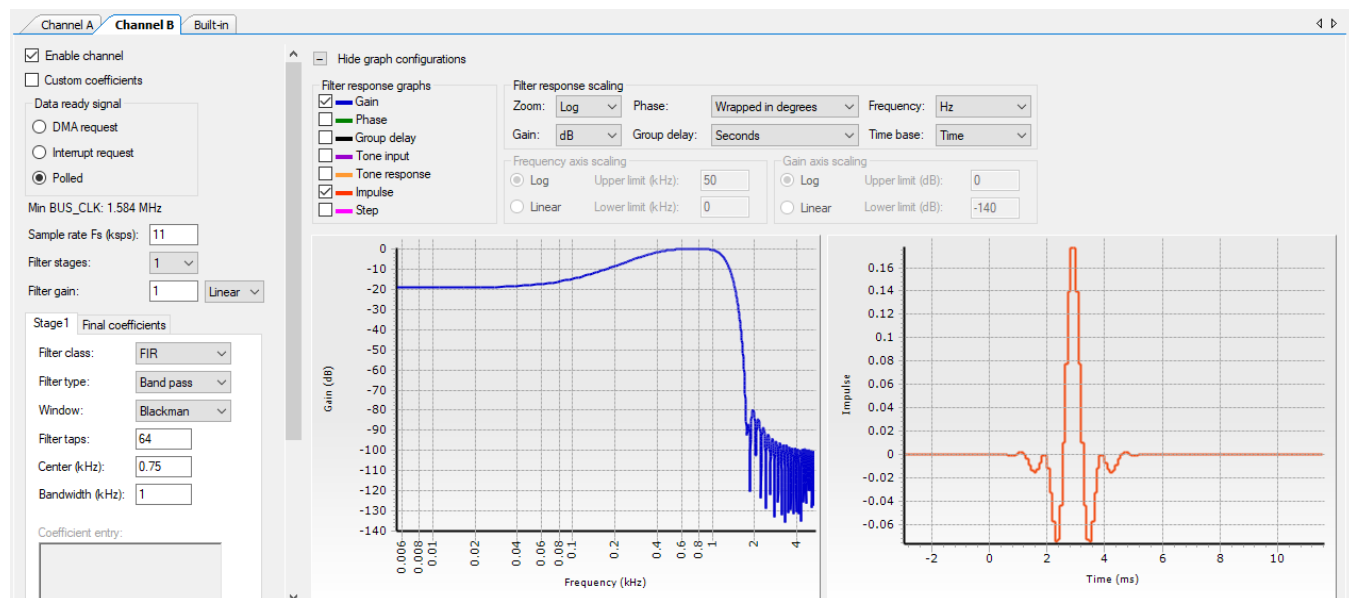 Channel A Channel B Built-in
Enable channel
Custom coefficients
Data ready signal
DMA request
Interrupt request
Polled
Min BUS_CLK: 1.584 MHz
Sample rate Fs (ksps): 11
Filter stages: 1
Filter gain: 1 Linear
Stage1 Final coefficients
Filter class: FIR
Filter type: Band pass
Window: Blackman
Filter taps: 64
Center (kHz): 0.75
Bandwidth (kHz): 1
Coefficient entry:
Hide graph configurations
Filter response graphs
Gain
Phase
Group delay
Tone input
Tone response
Impulse
Step
Filter response scaling
Zoom: Log Phase: Wrapped in degrees Frequency: Hz
Gain: dB Group delay: Seconds Time base: Time
Frequency axis scaling
Log Upper limit (kHz): 50
Linear Lower limit (kHz): 0
Gain axis scaling
Log Upper limit (dB): 0
Linear Lower limit (dB): -140
0
-10
-20
-30
-40
-50
-60
-70
-80
-90
-100
-110
-120
-130
-140
Gain (dB)
0.006 0.008 0.01 0.02 0.04 0.06 0.08 0.1 0.2 0.4 0.6 0.8 1 2 4
Frequency (kHz)
0.16
0.14
0.12
0.1
0.08
0.06
0.04
0.02
0
-0.02
-0.04
-0.06
Impulse
-2 0 2 4 6 8 10
Time (ms)